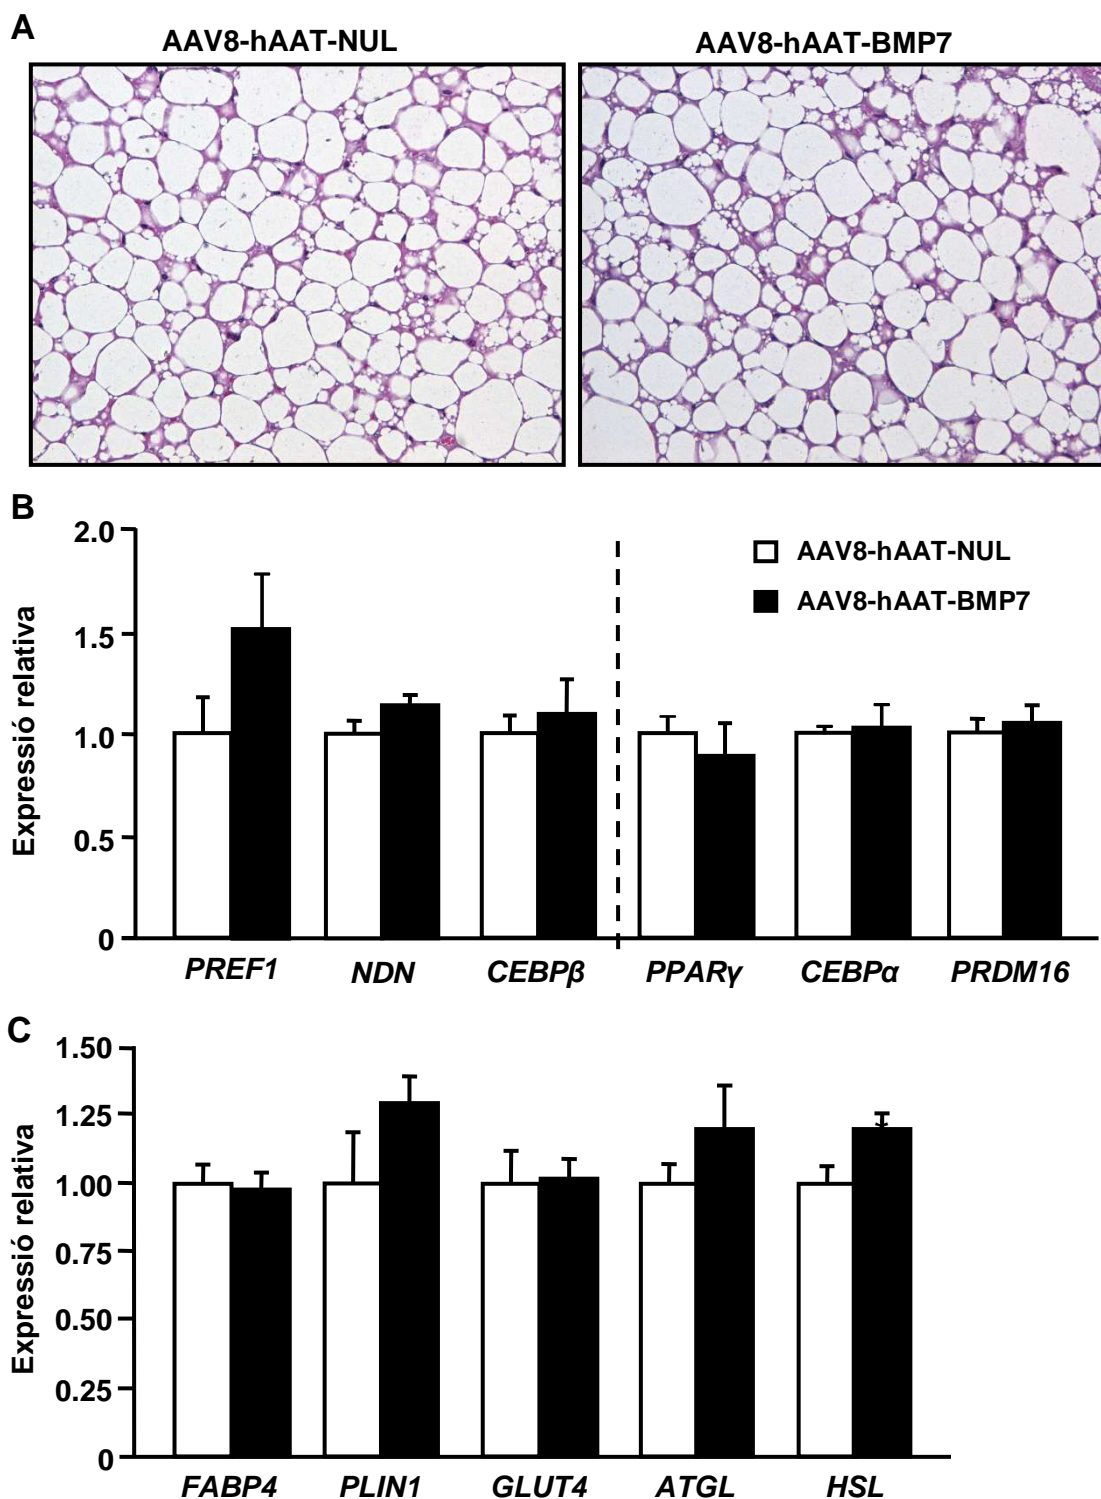 A
AAV8-hAAT-NUL AAV8-hAAT-BMP7
B
Expressió relativa
2.0
1.5
1.0
0.5
0
AAV8-hAAT-NUL
AAV8-hAAT-BMP7
PREF1 NDN CEBPβ PPARγ CEBPα PRDM16
C
Expressió relativa
1.50
1.25
1.00
0.75
0.50
0.25
0
FABP4 PLIN1 GLUT4 ATGL HSL